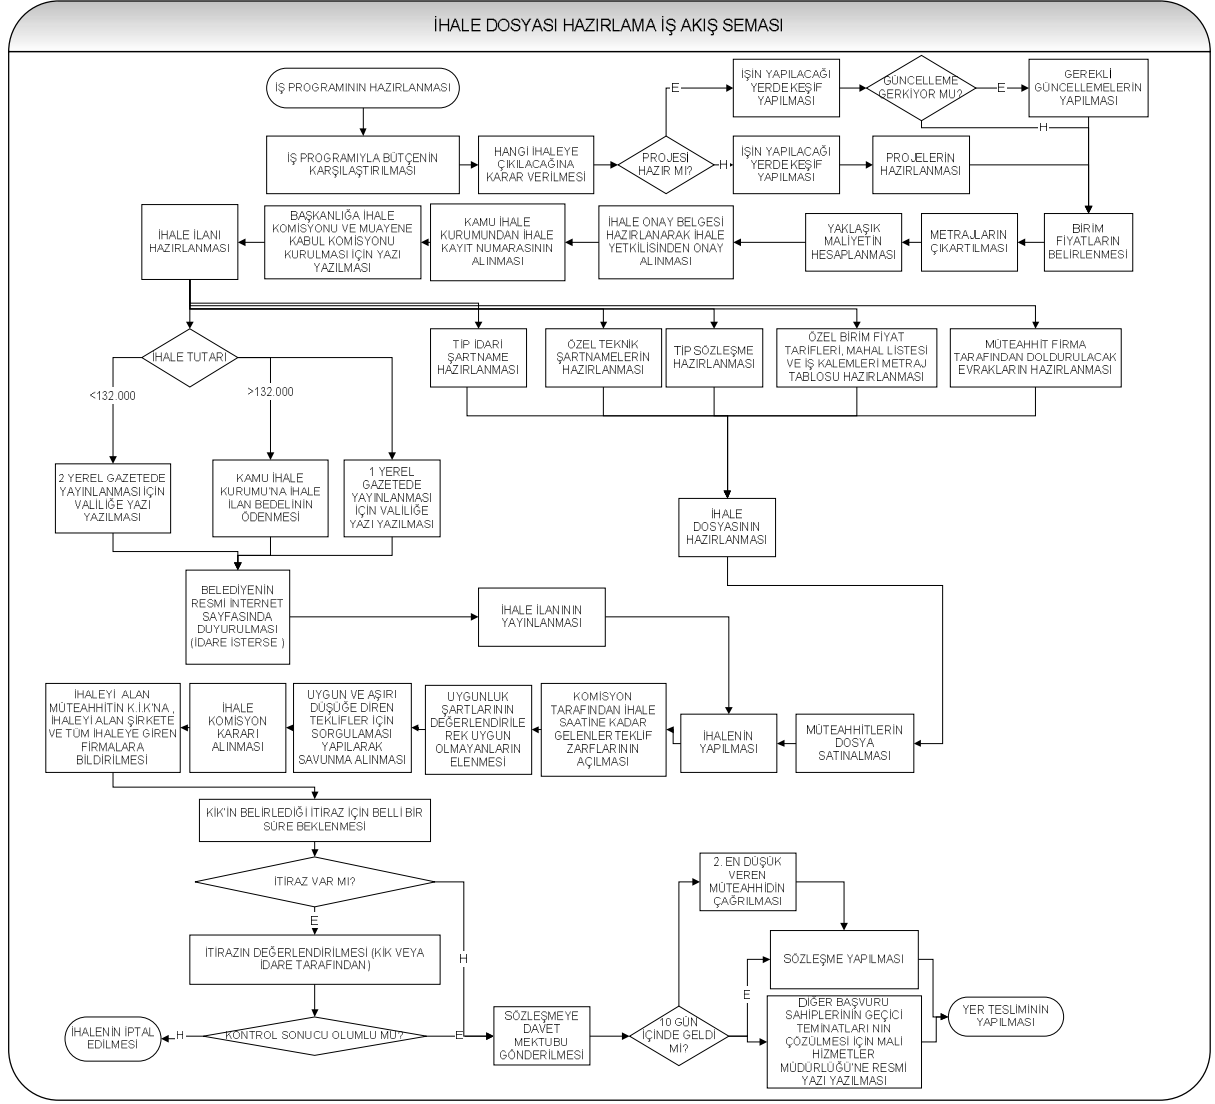 İHALE DOSYASI HAZIRLAMA İŞ AKIŞ SEMASI
İŞ PROGRAMININ HAZIRLANMASI
İŞ PROGRAMIYLA BÜTÇENİN
KARŞILAŞTIRILMASI
HANGİ İHALEYE
ÇIKILACAĞINA
KARAR VERİLMESİ
PROJESİ
HAZIR MI?
E
İŞİN YAPILACAĞI
YERDE KEŞİF
YAPILMASI
GÜNCELLEME
GERKİYOR MU?
E
GEREKLİ
GÜNCELLEMELERİN
YAPILMASI
H
H
İŞİN YAPILACAĞI
YERDE KEŞİF
YAPILMASI
PROJELERİN
HAZIRLANMASI
BİRİM
FİYATLARIN
BELİRLENMESİ
METRAJLARIN
ÇIKARTILMASI
YAKLAŞIK
MALİYETİN
HESAPLANMASI
İHALE ONAY BELGESİ
HAZIRLANARAK İHALE
YETKİLİSİNDEN ONAY
ALINMASI
KAMU İHALE
KURUMUNDAN İHALE
KAYIT NUMARASININ
ALINMASI
BAŞKANLIĞA İHALE
KOMİSYONU VE MUAYENE
KABUL KOMİSYONU
KURULMASI İÇİN YAZI
YAZILMASI
İHALE İLANI
HAZIRLANMASI
İHALE TUTARI
<132.000
>132.000
TİP İDARİ
ŞARTNAME
HAZIRLANMASI
ÖZEL TEKNİK
ŞARTNAMELERİN
HAZIRLANMASI
TİP SÖZLEŞME
HAZIRLANMASI
ÖZEL BİRİM FİYAT
TARİFLERİ, MAHAL LİSTESİ
VE İŞ KALEMLERİ METRAJ
TABLOSU HAZIRLANMASI
MÜTEAHHİT FİRMA
TARAFINDAN DOLDURULACAK
EVRAKLARIN HAZIRLANMASI
2 YEREL GAZETEDE
YAYINLANMASI İÇİN
VALİLİĞE YAZI
YAZILMASI
KAMU İHALE
KURUMU'NA İHALE
İLAN BEDELİNİN
ÖDENMESİ
1 YEREL
GAZETEDE
YAYINLANMASI
İÇİN VALİLİĞE
YAZI YAZILMASI
İHALE
DOSYASININ
HAZIRLANMASI
BELEDİYENİN
RESMİ İNTERNET
SAYFASINDA
DUYURULMASI
(İDARE İSTERSE )
İHALE İLANININ
YAYINLANMASI
MÜTEAHHİTLERİN
DOSYA
SATINALMASI
İHALENİN
YAPILMASI
KOMİSYON
TARAFINDAN İHALE
SAATİNE KADAR
GELENLER TEKLİF
ZARFLARININ
AÇILMASI
UYGUNLUK
ŞARTLARININ
DEĞERLENDİRİLE
REK UYGUN
OLMAYANLARIN
ELENMESİ
UYGUN VE AŞIRI
DÜŞÜĞE DİREN
TEKLİFLER İÇİN
SORGULAMASI
YAPILARAK
SAVUNMA ALINMASI
İHALE
KOMİSYON
KARARI
ALINMASI
İHALEYİ  ALAN
MÜTEAHHİTİN K.İ.K'NA ,
İHALEYİ ALAN ŞİRKETE
VE TÜM İHALEYE GİREN
FİRMALARA
BİLDİRİLMESİ
KİK'İN BELİRLEDİĞİ İTİRAZ İÇİN BELLİ BİR
SÜRE BEKLENMESİ
İTİRAZ VAR MI?
E
H
İTİRAZIN DEĞERLENDİRİLMESİ (KİK VEYA
İDARE TARAFINDAN)
KONTROL SONUCU OLUMLU MU?
H
İHALENİN İPTAL
EDİLMESİ
E
SÖZLEŞMEYE
DAVET
MEKTUBU
GÖNDERİLMESİ
10 GÜN
İÇİNDE GELDİ
Mİ?
2. EN DÜŞÜK
VEREN
MÜTEAHHİDİN
ÇAĞRILMASI
E
SÖZLEŞME YAPILMASI
DİĞER BAŞVURU
SAHİPLERİNİN GEÇİCİ
TEMİNATLARI NIN
ÇÖZÜLMESİ İÇİN MALİ
HİZMETLER
MÜDÜRLÜĞÜ'NE RESMİ
YAZI YAZILMASI
YER TESLİMİNİN
YAPILMASI